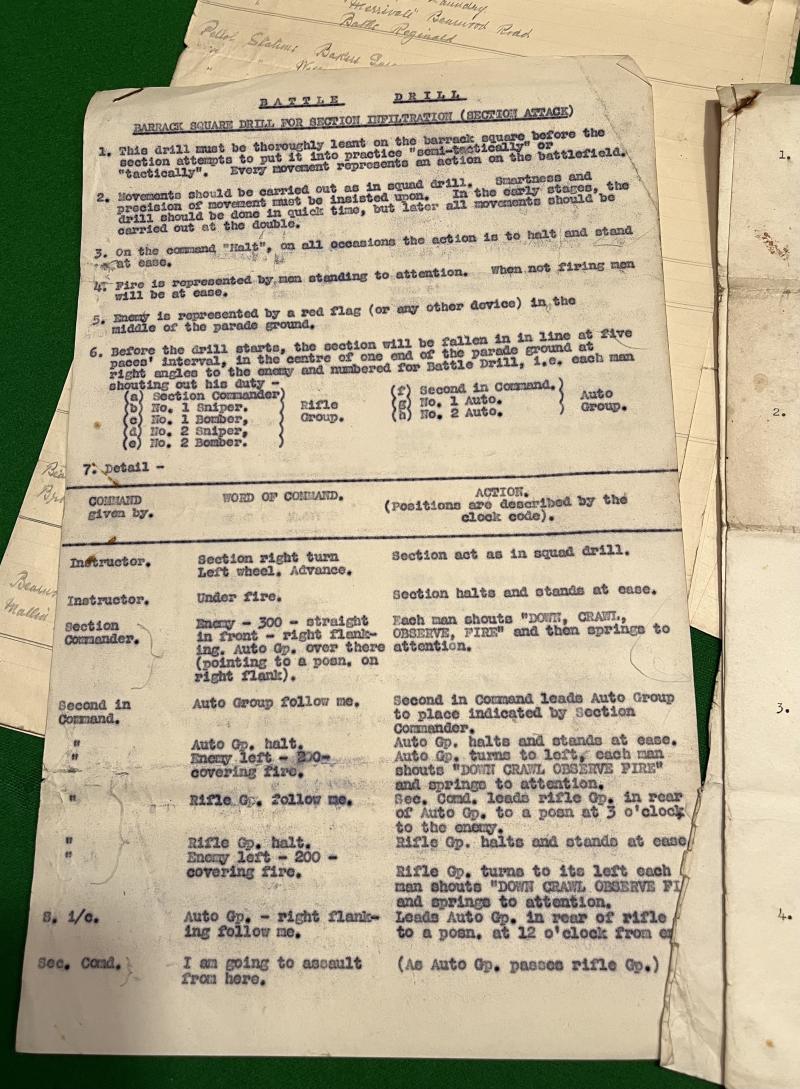 Laundry,
"Merrivale" Beanwood Road
Battle Reginald
Patrol Stations Bakers
BATTLE DRILL
BARRACK SQUARE DRILL FOR SECTION INFILTRATION (SECTION ATTACK)
1. This drill must be thoroughly leant on the barrack square before the
section attempts to put it into practice "semi-tactically" or
"tactically". Every movement represents an action on the battlefield.
2. Movements should be carried out as in squad drill. Smartness and
precision of movement must be insisted upon. In the early stages, the
drill should be done in quick time, but later all movements should be
carried out at the double.
3. On the command "Halt", on all occasions the action is to halt and stand
at ease.
4. Fire is represented by men standing to attention. When not firing men
will be at ease.
5. Enemy is represented by a red flag (or any other device) in the
middle of the parade ground.
6. Before the drill starts, the section will be fallen in in line at five
paces' interval, in the centre of one end of the parade ground at
right angles to the enemy and numbered for Battle Drill, i.e. each man
shouting out his duty -
(a) Section Commander)
(b) No. 1 Sniper. ) Rifle
(c) No. 1 Bomber, ) Group.
(d) No. 2 Sniper, )
(e) No. 2 Bomber. )
(f) Second in Command.)
(g) No. 1 Auto. ) Auto
(h) No. 2 Auto. ) Group.
7. Detail -
COMMAND given by. WORD OF COMMAND. ACTION.
(Positions are described by the
clock code).
Instructor. Section right turn Section act as in squad drill.
Left wheel. Advance.
Instructor. Under fire. Section halts and stands at ease.
Section Enemy - 300 - straight Each man shouts "DOWN, CRAWL,
Commander. in front - right flank- OBSERVE, FIRE" and then springs to
ing. Auto Gp. over there attention.
(pointing to a posn. on
right flank).
Second in Auto Group follow me. Second in Command leads Auto Group
Command. to place indicated by Section
Commander.
" Auto Gp. halt. Auto Gp. halts and stands at ease.
" Enemy left - 200- Auto Gp. turns to left, each man
covering fire. shouts "DOWN CRAWL OBSERVE FIRE"
and springs to attention.
" Rifle Gp. follow me. Sec. Comd. leads rifle Gp. in rear
of Auto Gp. to a posn at 3 o'clock
to the enemy.
" Rifle Gp. halt. Rifle Gp. halts and stands at ease
" Enemy left - 200 -
covering fire. Rifle Gp. turns to its left each
man shouts "DOWN CRAWL OBSERVE FI
and springs to attention.
S. i/c. Auto Gp. - right flank- Leads Auto Gp. in rear of rifle
ing follow me. to a posn. at 12 o'clock from
Sec. Comd. I am going to assault (As Auto Gp. passes rifle Gp.)
from here.
1.
2.
3.
4.